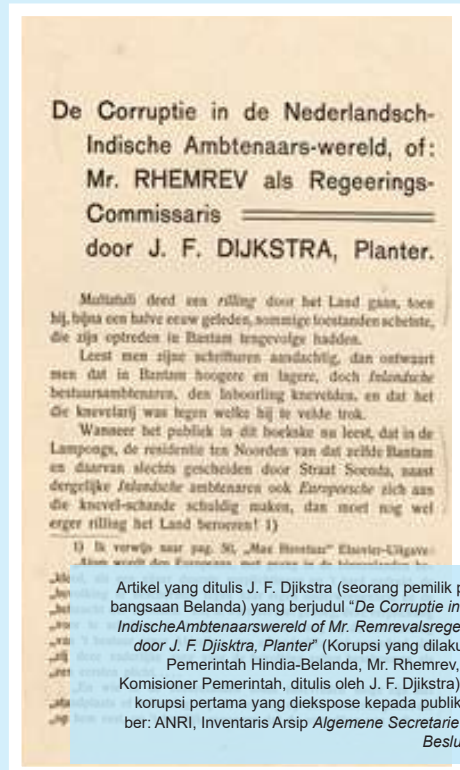 De Corruptie in de Nederlandsch-
Indische Ambtenaars-wereld, of:
Mr. RHEMREV als Regeerings-
Commissaris
door J. F. DIJKSTRA, Planter.
Multatuli deed een rilling door het Land gaan, toen
hij, bijna een halve eeuw geleden, sommige toestanden schetste,
die zijn optreden in Bantam tengevolge hadden.
Leest men zijne schrifturen aandachtig, dan ontwaart
men dat in Bantam hoogere en lagere, doch Inlandsche
bestuursambtenaren, den Inboorling knevelden, en dat het
die knevelarij was tegen welke hij te velde trok.
Wanneer het publiek in dit boekske nu leest, dat in de
Lampongs, de residentie ten Noorden van dat zelfde Bantam
en daarvan slechts gescheiden door Straat Soenda, naast
dergelijke Inlandsche ambtenaren ook Europeesche zich aan
die knevel-schande schuldig maken, dan moet nog wel
erger rilling het Land beroeren! 1)
1) Ik verwijs naar pag. 50, „Max Havelaar" Elsevier-Uitgave
Artikel yang ditulis J. F. Djikstra (seorang pemilik p
bangsaan Belanda) yang berjudul “De Corruptie in
IndischeAmbtenaarswereld of Mr. Remrevalsrege
door J. F. Djisktra, Planter” (Korupsi yang dilaku
Pemerintah Hindia-Belanda, Mr. Rhemrev,
Komisioner Pemerintah, ditulis oleh J. F. Djikstra)
korupsi pertama yang diekspose kepada publik
ber: ANRI, Inventaris Arsip Algemene Secretarie
Beslu